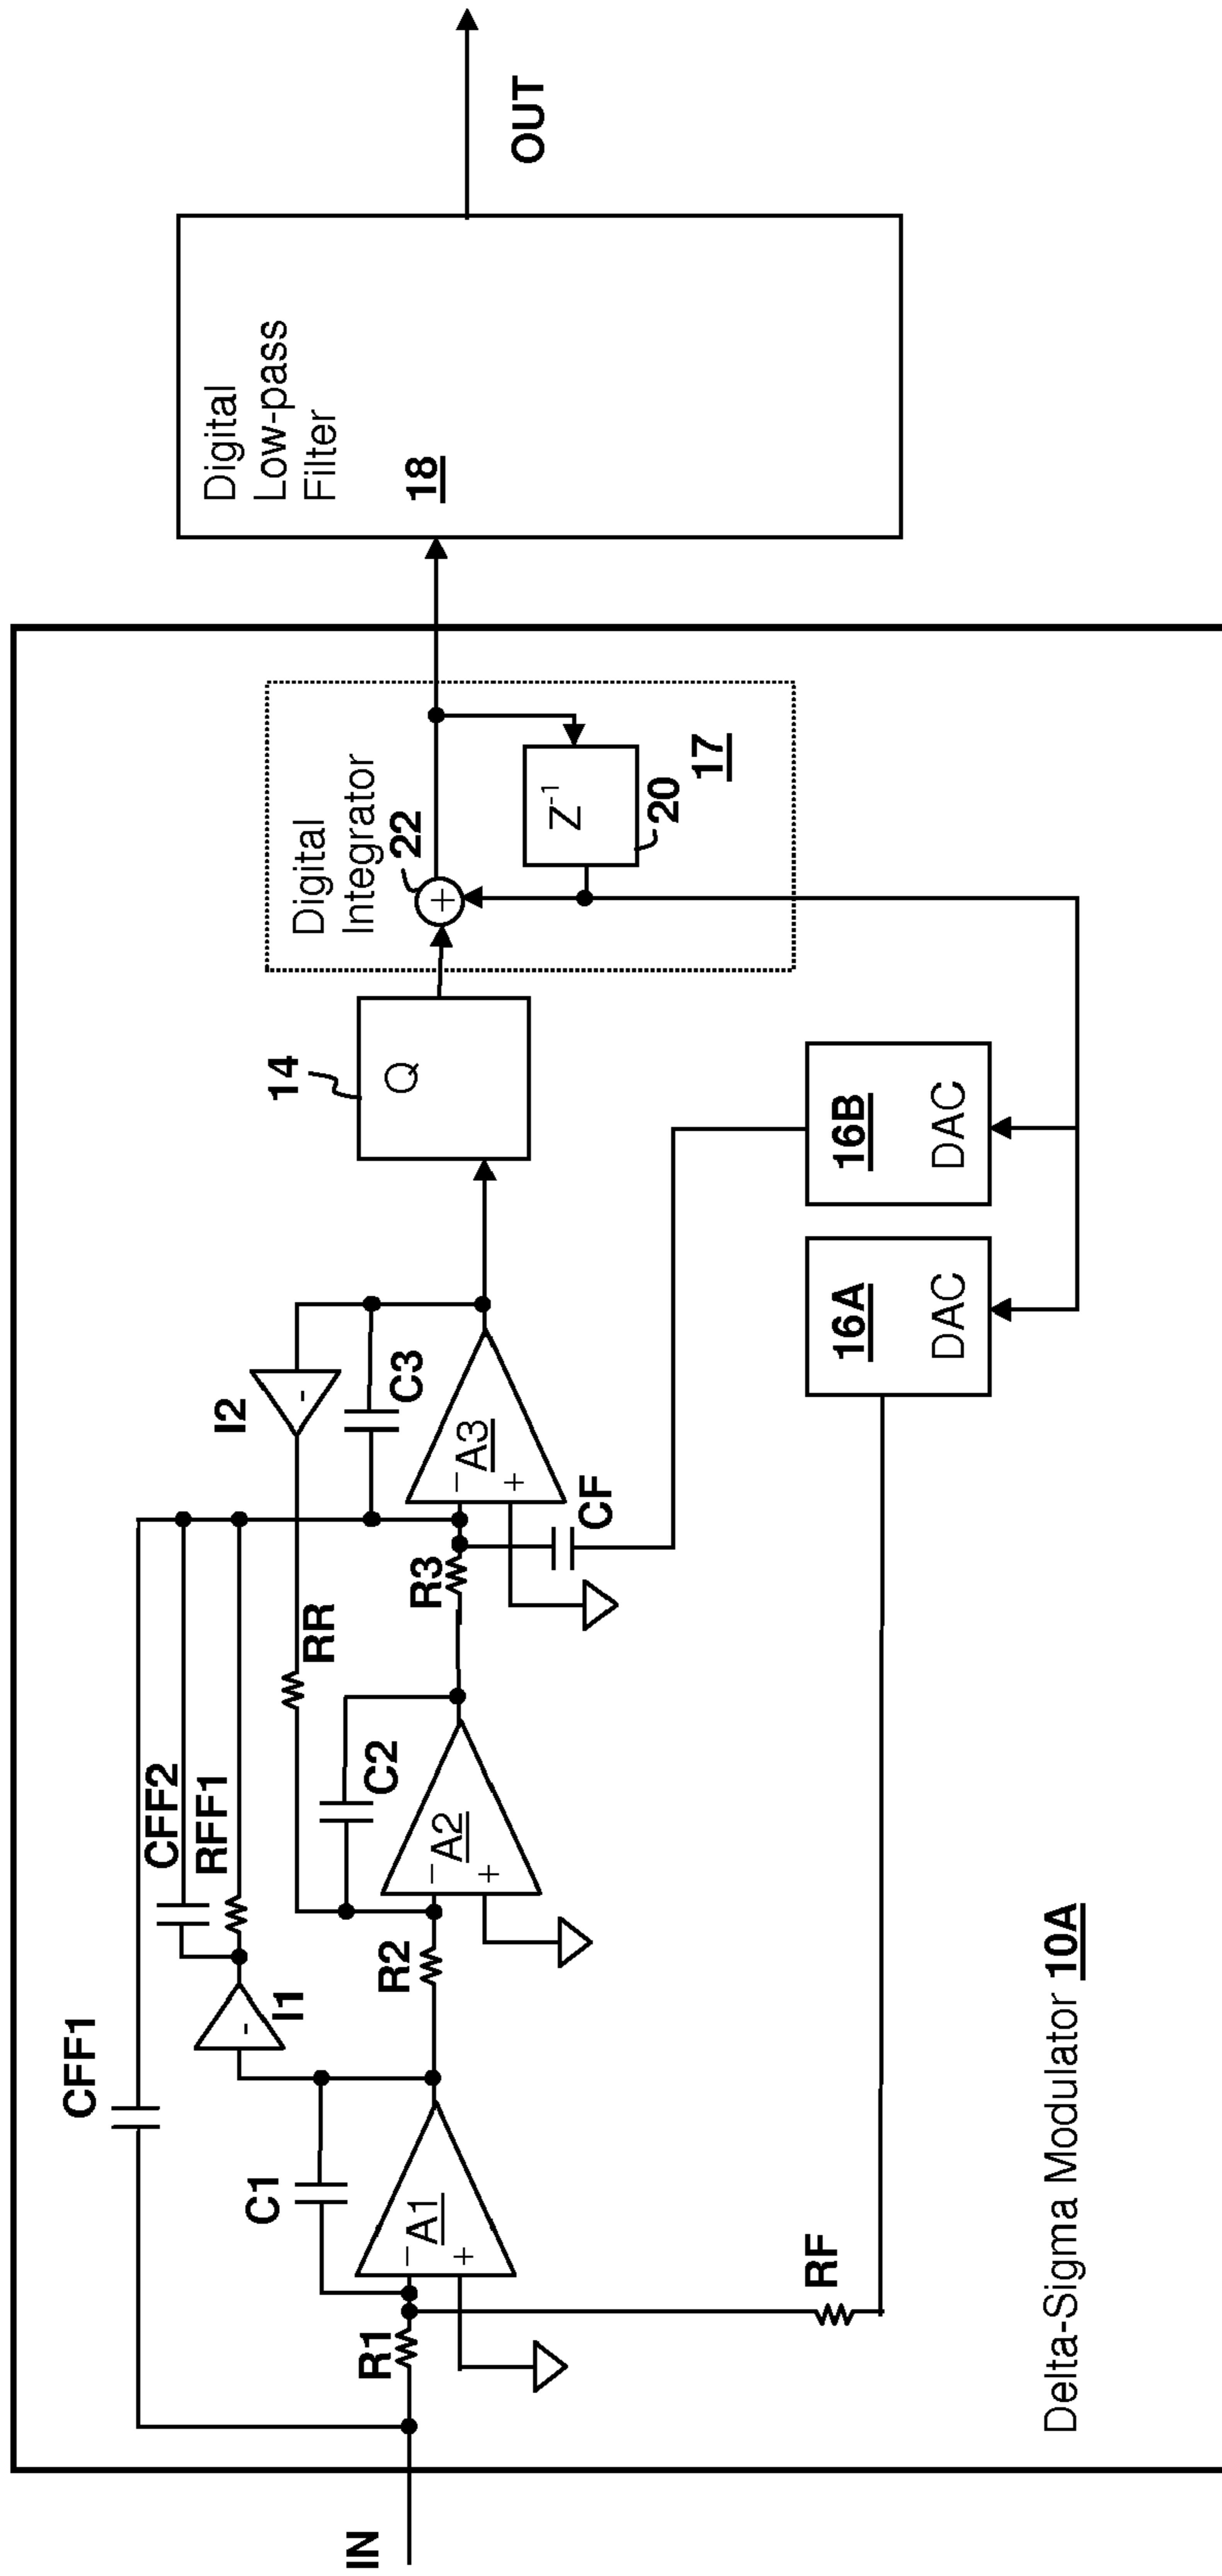 CFF1
CFF2
RFF1
I1
RR
I2
C1
C2
C3
IN
R1
−
A1
+
R2
−
A2
+
R3
−
A3
+
CF
14
Q
Digital
Integrator
22
+
Z⁻¹
20
17
Digital
Low-pass
Filter
18
OUT
RF
16A
DAC
16B
DAC
Delta-Sigma Modulator 10A
-
-